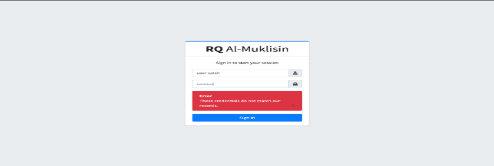 RQ Al-Muklisin
Sign in to start your session
Error
These credentials do not match our
records.
Sign In